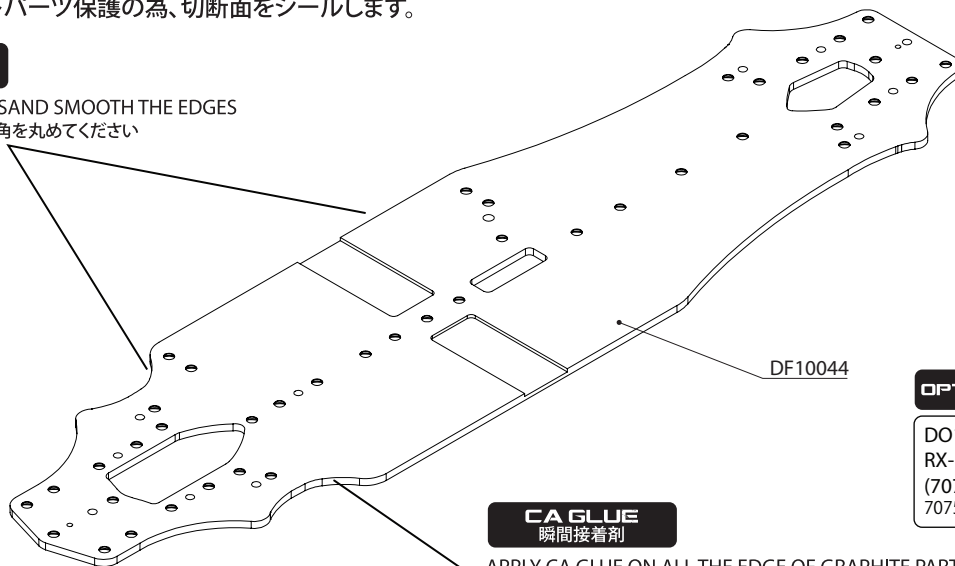 パーツ保護の為、切断面をシールします。
SAND SMOOTH THE EDGES
角を丸めてください
DF10044
CA GLUE
瞬間接着剤
APPLY CA GLUE ON ALL THE EDGE OF GRAPHITE PART
OPT
DO
RX-
(707
7075